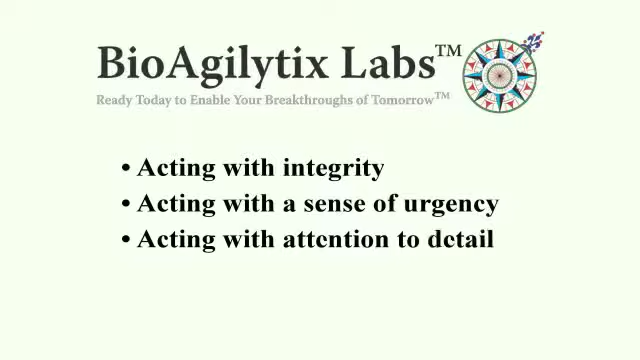 BioAgilytix Labs™
Ready Today to Enable Your Breakthroughs of Tomorrow™
• Acting with integrity
• Acting with a sense of urgency
• Acting with attention to detail